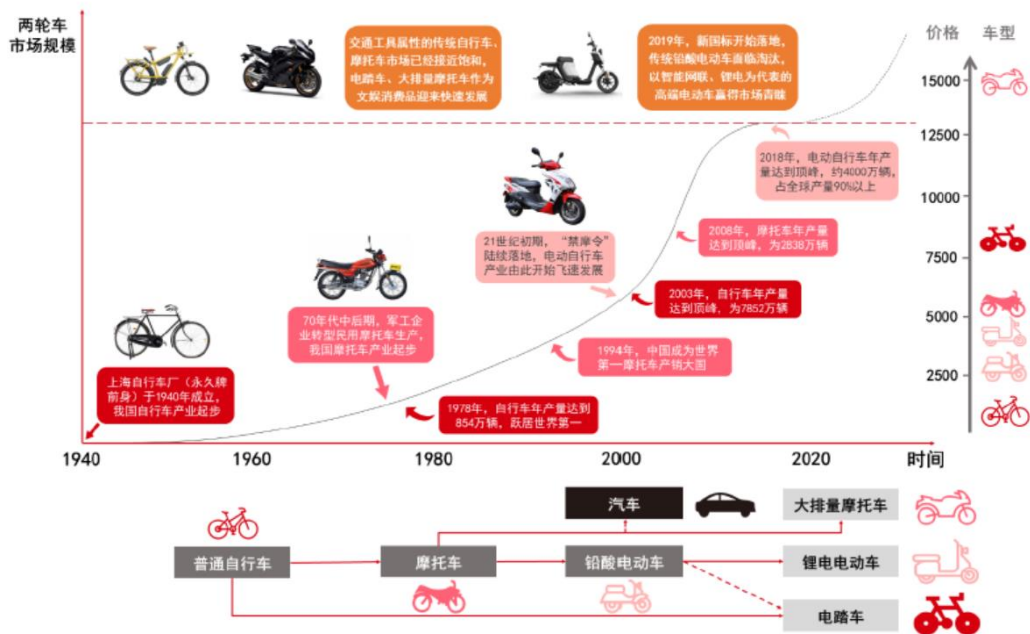 两轮车
市场规模
交通工具属性的传统自行车、
摩托车市场已经接近饱和，
电踏车、大排量摩托车作为
文娱消费品迎来快速发展
2019年，新国标开始落地，
传统铅酸电动车面临淘汰，
以智能网联、锂电为代表的
高端电动车赢得市场青睐
价格
车型
15000
12500
10000
7500
5000
2500
2018年，电动自行车年产
量达到顶峰，约4000万辆，
占全球产量90%以上
2008年，摩托车年产量
达到顶峰，为2838万辆
21世纪初期，“禁摩令”
陆续落地，电动自行车
产业由此开始飞速发展
2003年，自行车年产量
达到顶峰，为7852万辆
70年代中后期，军工企
业转型民用摩托车生产，
我国摩托车产业起步
1994年，中国成为世界
第一摩托车产销大国
上海自行车厂（永久牌
前身）于1940年成立，
我国自行车产业起步
1978年，自行车年产量达到
854万辆，跃居世界第一
1940
1960
1980
2000
2020
时间
汽车
大排量摩托车
普通自行车
摩托车
铅酸电动车
锂电电动车
电踏车